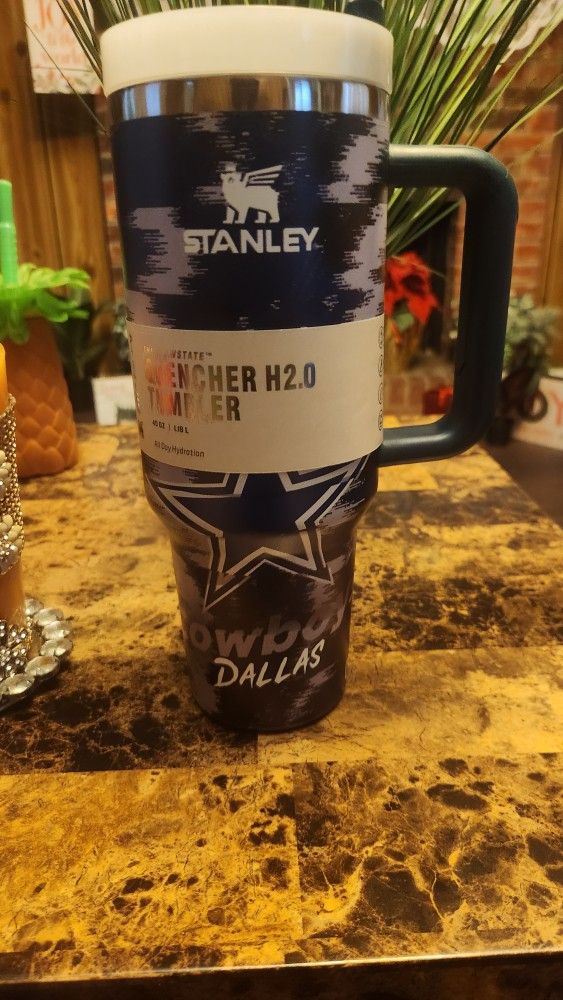 STANLEY
QUENCHER H2.0
TUMBLER
40 OZ | 1.18 L
All-Day Hydration
Cowboys
DALLAS